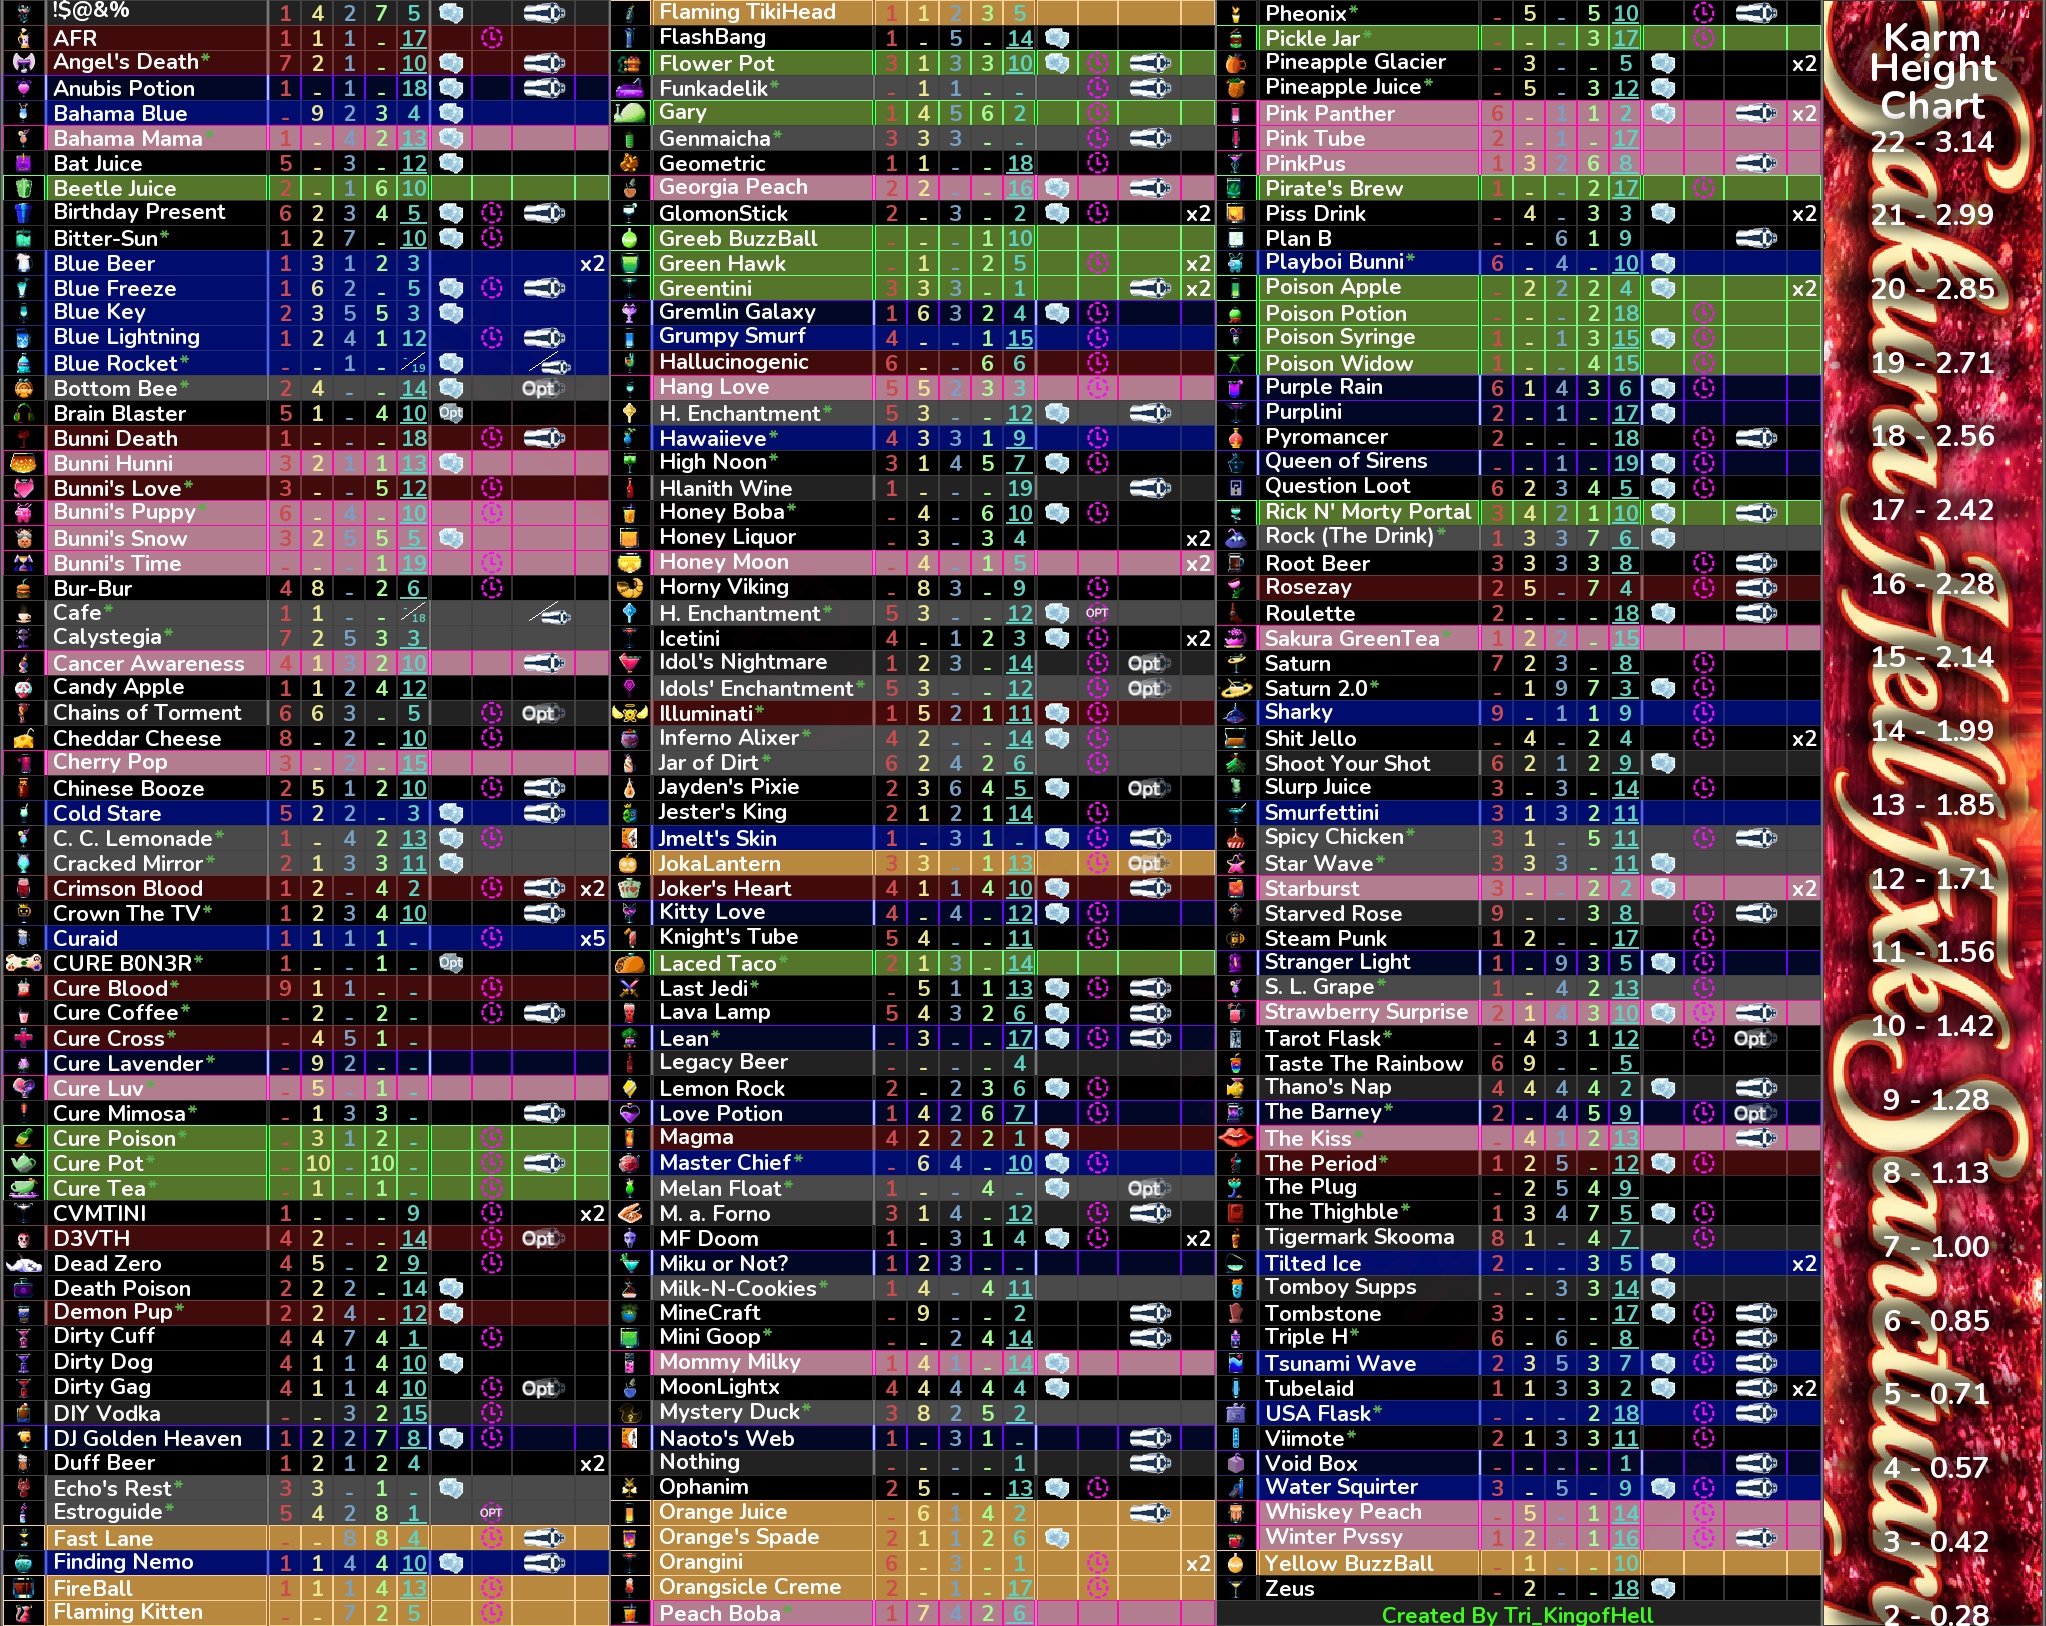 !$@&% 1 4 2 7 5
AFR 1 1 1 - 17
Angel's Death* 7 2 1 - 10
Anubis Potion 1 - 1 - 18
Bahama Blue - 9 2 3 4
Bahama Mama* 1 - 4 2 13
Bat Juice 5 - 3 - 12
Beetle Juice 2 - 1 6 10
Birthday Present 6 2 3 4 5
Bitter-Sun* 1 2 7 - 10
Blue Beer 1 3 1 2 3 x2
Blue Freeze 1 6 2 - 5
Blue Key 2 3 5 5 3
Blue Lightning 1 2 4 1 12
Blue Rocket* - - 1 - -/19
Bottom Bee* 2 4 - - 14 Opt
Brain Blaster 5 1 - 4 10 Opt
Bunni Death 1 - - - 18
Bunni Hunni 3 2 1 1 13
Bunni's Love* 3 - - 5 12
Bunni's Puppy* 6 - 4 - 10
Bunni's Snow 3 2 5 5 5
Bunni's Time - - - 1 19
Bur-Bur 4 8 - 2 6
Cafe* 1 1 - - -/18
Calystegia* 7 2 5 3 3
Cancer Awareness 4 1 3 2 10
Candy Apple 1 1 2 4 12
Chains of Torment 6 6 3 - 5 Opt
Cheddar Cheese 8 - 2 - 10
Cherry Pop 3 - 2 - 15
Chinese Booze 2 5 1 2 10
Cold Stare 5 2 2 - 3
C. C. Lemonade* 1 - 4 2 13
Cracked Mirror* 2 1 3 3 11
Crimson Blood 1 2 - 4 2 x2
Crown The TV* 1 2 3 4 10
Curaid 1 1 1 1 - x5
CURE B0N3R* 1 - - 1 - Opt
Cure Blood* 9 1 1 - -
Cure Coffee* - 2 - 2 -
Cure Cross* - 4 5 1 -
Cure Lavender* - 9 2 - -
Cure Luv* - 5 - 1 -
Cure Mimosa* - 1 3 3 -
Cure Poison* - 3 1 2 -
Cure Pot* - 10 - 10 -
Cure Tea* - 1 - 1 -
CVMTINI 1 - - - 9 x2
D3VTH 4 2 - - 14 Opt
Dead Zero 4 5 - 2 9
Death Poison 2 2 2 - 14
Demon Pup* 2 2 4 - 12
Dirty Cuff 4 4 7 4 1
Dirty Dog 4 1 1 4 10
Dirty Gag 4 1 1 4 10 Opt
DIY Vodka - - 3 2 15
DJ Golden Heaven 1 2 2 7 8
Duff Beer 1 2 1 2 4 x2
Echo's Rest* 3 3 - 1 -
Estroguide* 5 4 2 8 1 OPT
Fast Lane - - 8 8 4
Finding Nemo 1 1 4 4 10
FireBall 1 1 1 4 13
Flaming Kitten - - 7 2 5
Flaming TikiHead 1 1 2 3 5
FlashBang 1 - 5 - 14
Flower Pot 3 1 3 3 10
Funkadelik* - 1 1 - -
Gary 1 4 5 6 2
Genmaicha* 3 3 3 - -
Geometric 1 1 - - 18
Georgia Peach 2 2 - - 16
GlomonStick 2 - 3 - 2 x2
Greeb BuzzBall - - - 1 10
Green Hawk - 1 - 2 5 x2
Greentini 3 3 3 - 1 x2
Gremlin Galaxy 1 6 3 2 4
Grumpy Smurf 4 - - 1 15
Hallucinogenic 6 - - 6 6
Hang Love 5 5 2 3 3
H. Enchantment* 5 3 - - 12
Hawaiieve* 4 3 3 1 9
High Noon* 3 1 4 5 7
Hlanith Wine 1 - - - 19
Honey Boba* - 4 - 6 10
Honey Liquor - 3 - 3 4 x2
Honey Moon - 4 - 1 5 x2
Horny Viking - 8 3 - 9
H. Enchantment* 5 3 - - 12 OPT
Icetini 4 - 1 2 3 x2
Idol's Nightmare 1 2 3 - 14 Opt
Idols' Enchantment* 5 3 - - 12 Opt
Illuminati* 1 5 2 1 11
Inferno Alixer* 4 2 - - 14
Jar of Dirt* 6 2 4 2 6
Jayden's Pixie 2 3 6 4 5 Opt
Jester's King 2 1 2 1 14
Jmelt's Skin 1 - 3 1 -
JokaLantern 3 3 - 1 13 Opt
Joker's Heart 4 1 1 4 10
Kitty Love 4 - 4 - 12
Knight's Tube 5 4 - - 11
Laced Taco* 2 1 3 - 14
Last Jedi* - 5 1 1 13
Lava Lamp 5 4 3 2 6
Lean* - 3 - - 17
Legacy Beer - - - - 4
Lemon Rock 2 - 2 3 6
Love Potion 1 4 2 6 7
Magma 4 2 2 2 1
Master Chief* - 6 4 - 10
Melan Float* 1 - - 4 - Opt
M. a. Forno 3 1 4 - 12
MF Doom 1 - 3 1 4 x2
Miku or Not? 1 2 3 - -
Milk-N-Cookies* 1 4 - 4 11
MineCraft - 9 - - 2
Mini Goop* - - 2 4 14
Mommy Milky 1 4 1 - 14
MoonLightx 4 4 4 4 4
Mystery Duck* 3 8 2 5 2
Naoto's Web 1 - 3 1 -
Nothing - - - - 1
Ophanim 2 5 - - 13
Orange Juice - 6 1 4 2
Orange's Spade 2 1 1 2 6
Orangini 6 - 3 - 1 x2
Orangsicle Creme 2 - 1 - 17
Peach Boba* 1 7 4 2 6
Pheonix* - 5 - 5 10
Pickle Jar* - - - 3 17
Pineapple Glacier - 3 - - 5 x2
Pineapple Juice* - 5 - 3 12
Pink Panther 6 - 1 1 2 x2
Pink Tube 2 - 1 - 17
PinkPus 1 3 2 6 8
Pirate's Brew 1 - - 2 17
Piss Drink - 4 - 3 3 x2
Plan B - - 6 1 9
Playboi Bunni* 6 - 4 - 10
Poison Apple - 2 2 2 4 x2
Poison Potion - - - 2 18
Poison Syringe 1 - 1 3 15
Poison Widow 1 - - 4 15
Purple Rain 6 1 4 3 6
Purplini 2 - 1 - 17
Pyromancer 2 - - - 18
Queen of Sirens - - 1 - 19
Question Loot 6 2 3 4 5
Rick N' Morty Portal 3 4 2 1 10
Rock (The Drink)* 1 3 3 7 6
Root Beer 3 3 3 3 8
Rosezay 2 5 - 7 4
Roulette 2 - - - 18
Sakura GreenTea* 1 2 2 - 15
Saturn 7 2 3 - 8
Saturn 2.0* - 1 9 7 3
Sharky 9 - 1 1 9
Shit Jello - 4 - 2 4 x2
Shoot Your Shot 6 2 1 2 9
Slurp Juice 3 - 3 - 14
Smurfettini 3 1 3 2 11
Spicy Chicken* 3 1 - 5 11
Star Wave* 3 3 3 - 11
Starburst 3 - - 2 2 x2
Starved Rose 9 - - 3 8
Steam Punk 1 2 - - 17
Stranger Light 1 - 9 3 5
S. L. Grape* 1 - 4 2 13
Strawberry Surprise 2 1 4 3 10
Tarot Flask* - 4 3 1 12 Opt
Taste The Rainbow 6 9 - - 5
Thano's Nap 4 4 4 4 2
The Barney* 2 - 4 5 9 Opt
The Kiss* - 4 1 2 13
The Period* 1 2 5 - 12
The Plug - 2 5 4 9
The Thighble* 1 3 4 7 5
Tigermark Skooma 8 1 - 4 7
Tilted Ice 2 - - 3 5 x2
Tomboy Supps - - 3 3 14
Tombstone 3 - - - 17
Triple H* 6 - 6 - 8
Tsunami Wave 2 3 5 3 7
Tubelaid 1 1 3 3 2 x2
USA Flask* - - - 2 18
Viimote* 2 1 3 3 11
Void Box - - - - 1
Water Squirter 3 - 5 - 9
Whiskey Peach - 5 - 1 14
Winter Pvssy 1 2 - 1 16
Yellow BuzzBall - 1 - - 10
Zeus - 2 - - 18
Created By Tri_KingofHell
Karm
Height
Chart
22 - 3.14
21 - 2.99
20 - 2.85
19 - 2.71
18 - 2.56
17 - 2.42
16 - 2.28
15 - 2.14
14 - 1.99
13 - 1.85
12 - 1.71
11 - 1.56
10 - 1.42
9 - 1.28
8 - 1.13
7 - 1.00
6 - 0.85
5 - 0.71
4 - 0.57
3 - 0.42
2 - 0.28
Sakura HellFxk Sanctuary